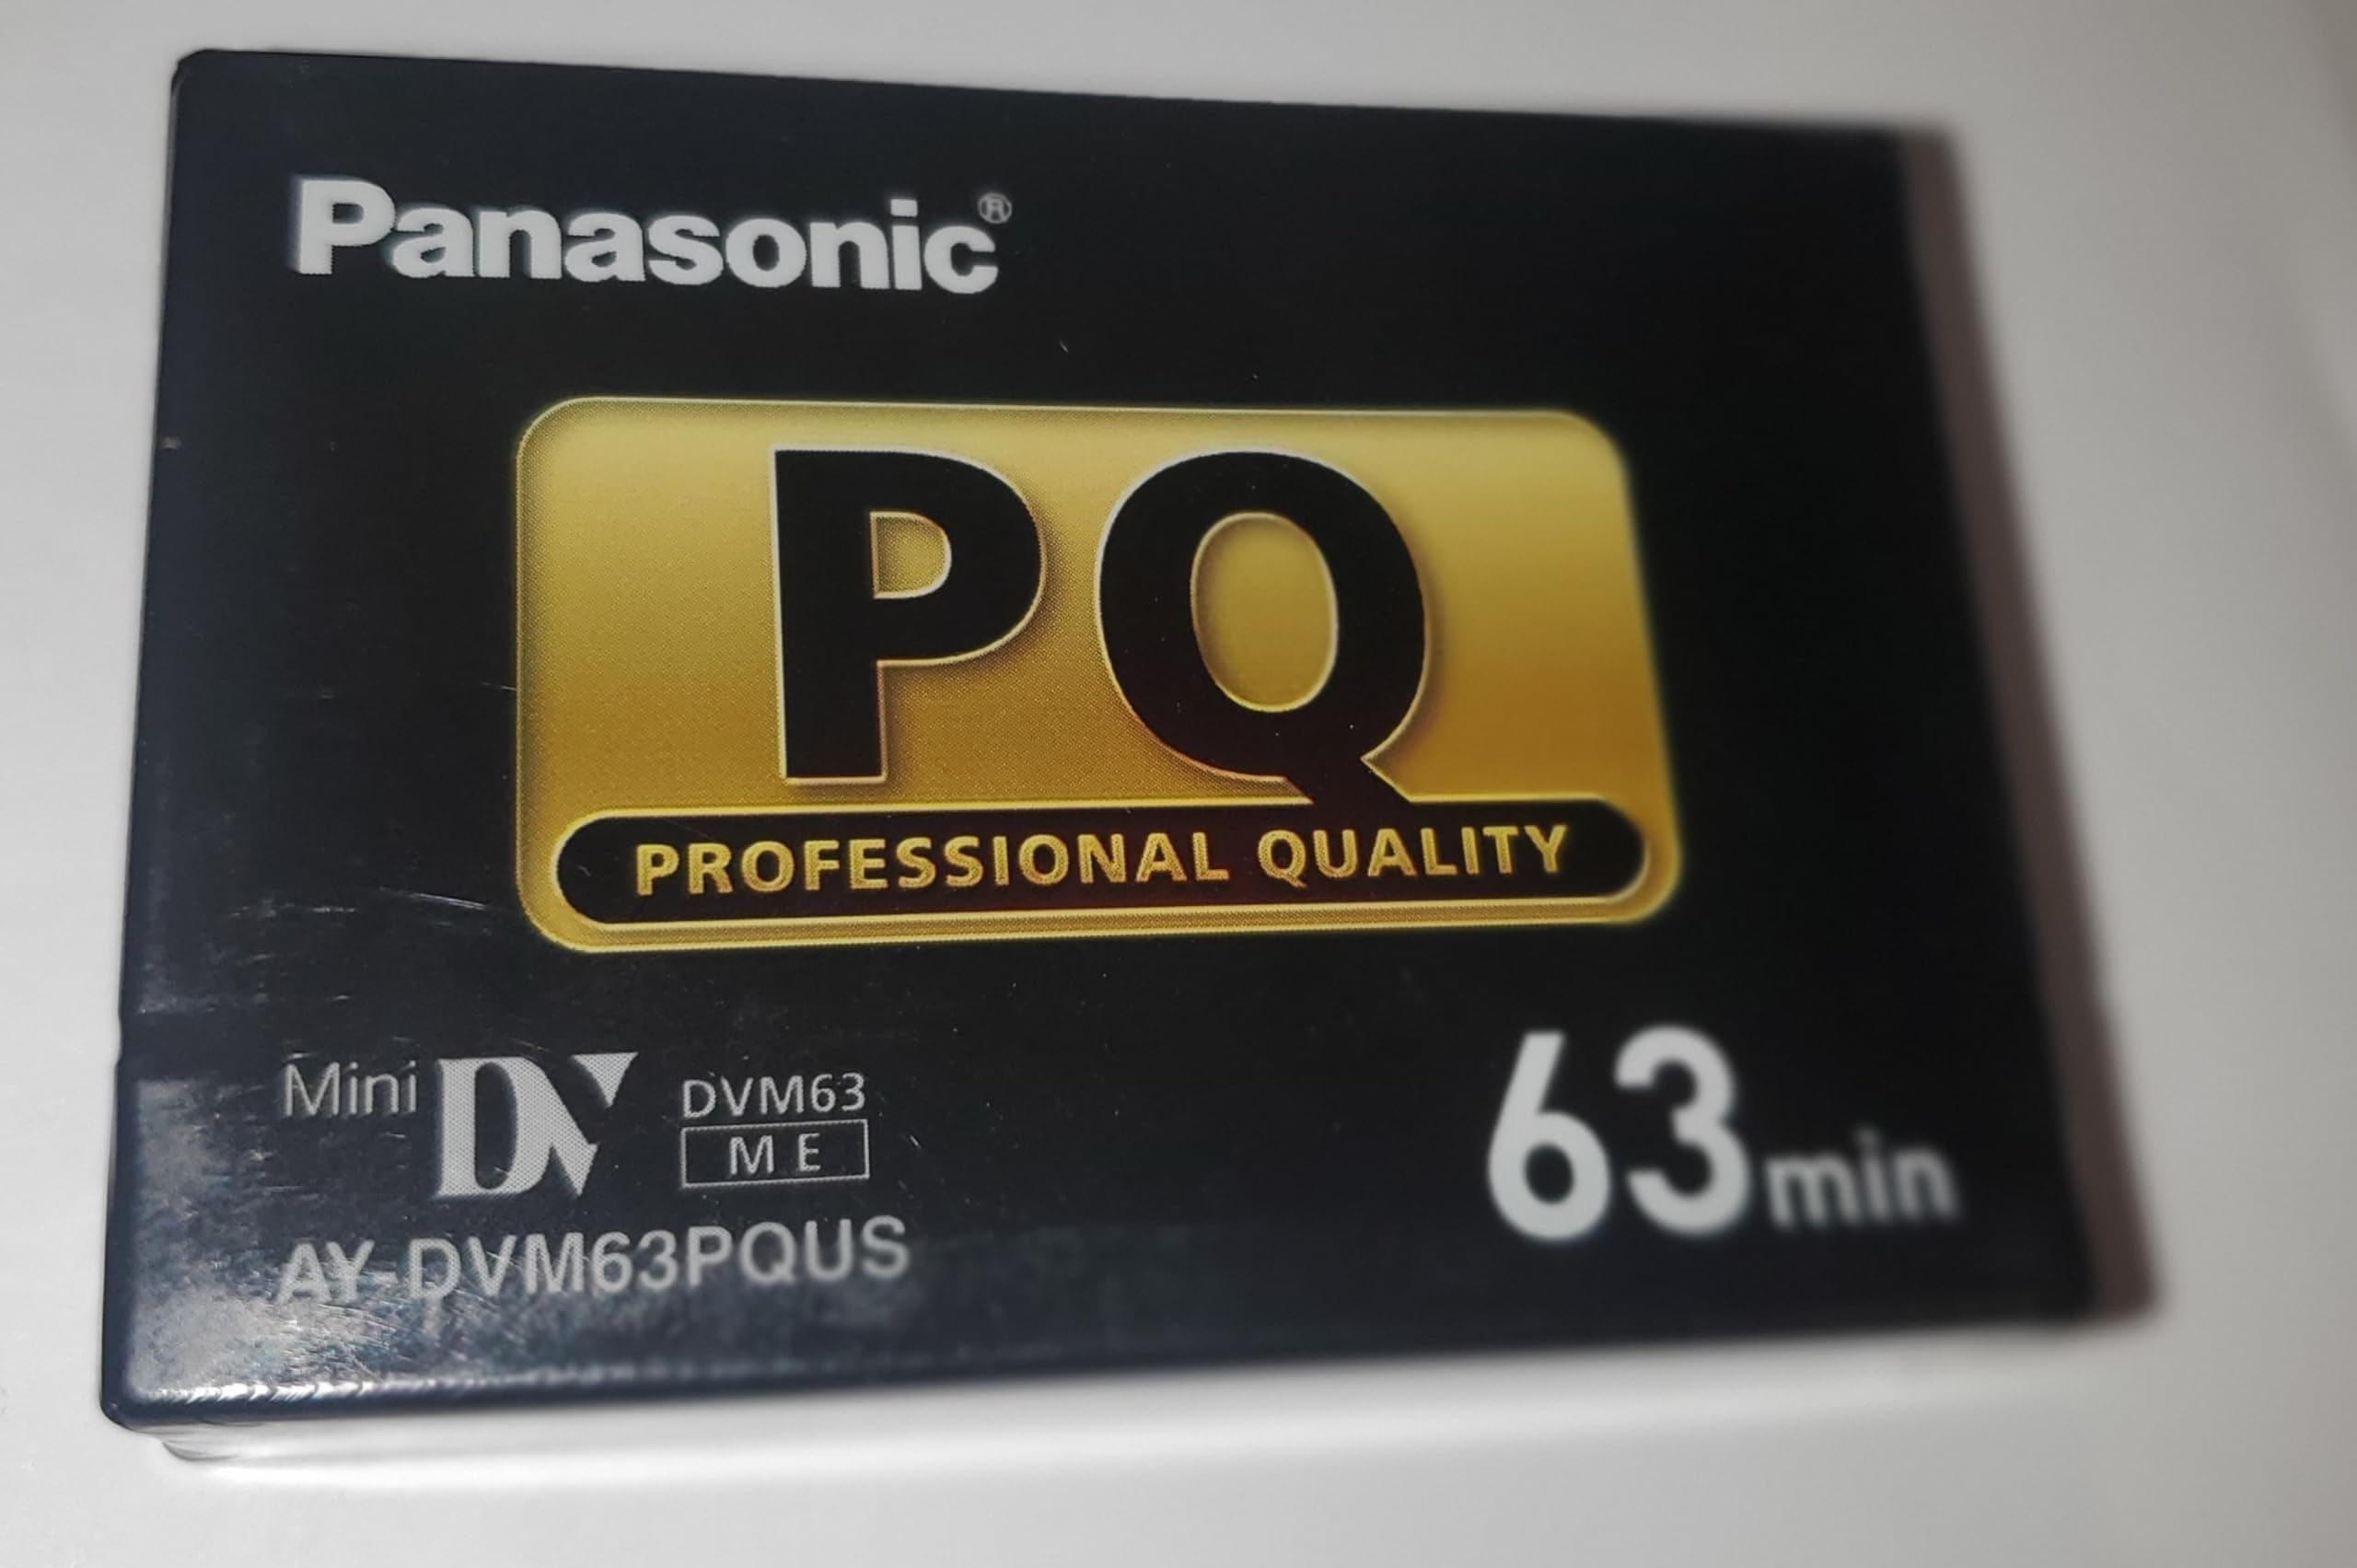 Panasonic®
PQ
PROFESSIONAL QUALITY
Mini DV
DVM63
ME
63min
AY-DVM63PQUS